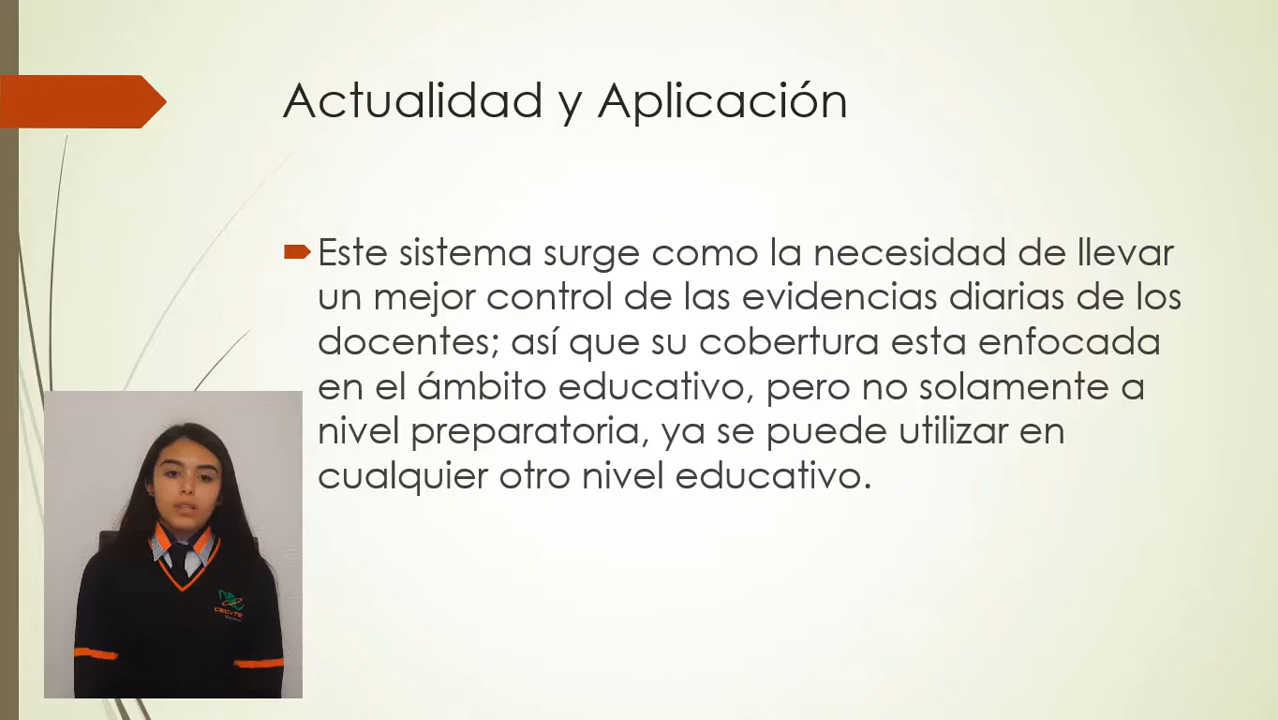 Actualidad y Aplicación
Este sistema surge como la necesidad de llevar
un mejor control de las evidencias diarias de los
docentes; así que su cobertura esta enfocada
en el ámbito educativo, pero no solamente a
nivel preparatoria, ya se puede utilizar en
cualquier otro nivel educativo.
CECYTE